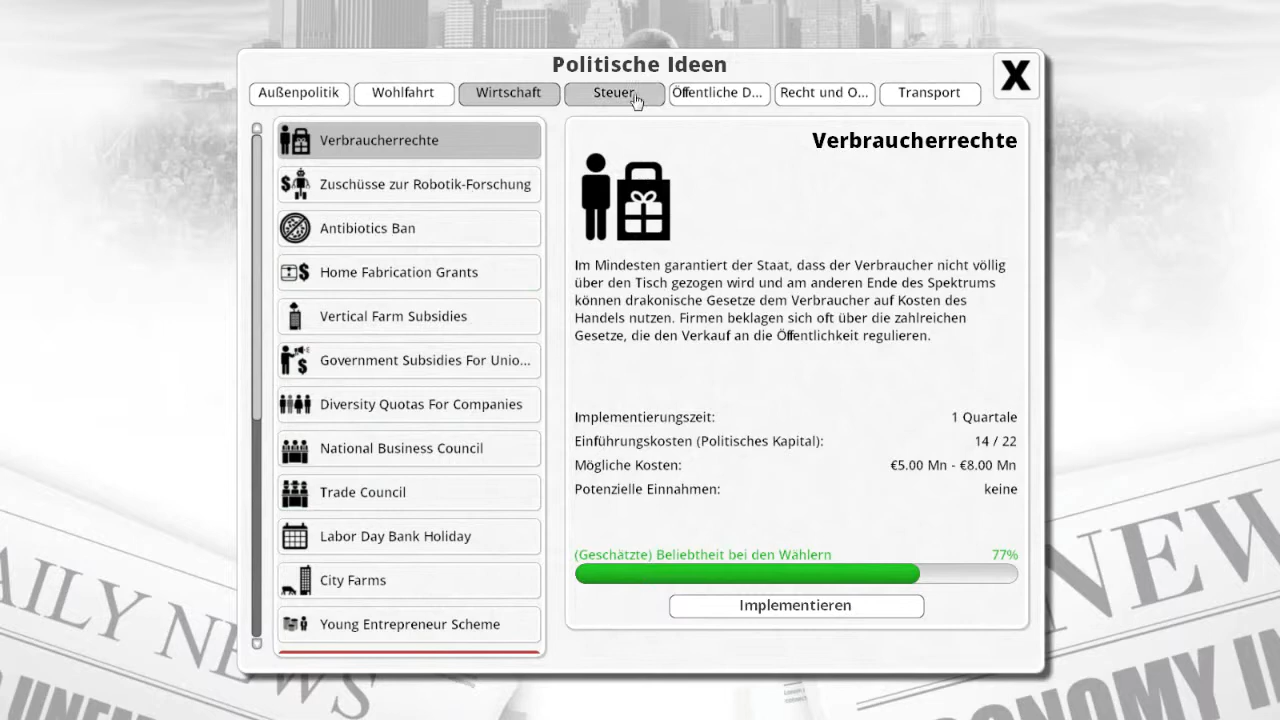 Politische Ideen
X
Außenpolitik
Wohlfahrt
Wirtschaft
Steuer
Öffentliche D...
Recht und O...
Transport
Verbraucherrechte
Zuschüsse zur Robotik-Forschung
Antibiotics Ban
Home Fabrication Grants
Vertical Farm Subsidies
Government Subsidies For Unio...
Diversity Quotas For Companies
National Business Council
Trade Council
Labor Day Bank Holiday
City Farms
Young Entrepreneur Scheme
Verbraucherrechte
Im Mindesten garantiert der Staat, dass der Verbraucher nicht völlig
über den Tisch gezogen wird und am anderen Ende des Spektrums
können drakonische Gesetze dem Verbraucher auf Kosten des
Handels nutzen. Firmen beklagen sich oft über die zahlreichen
Gesetze, die den Verkauf an die Öffentlichkeit regulieren.
Implementierungszeit: 1 Quartale
Einführungskosten (Politisches Kapital): 14 / 22
Mögliche Kosten: €5.00 Mn - €8.00 Mn
Potenzielle Einnahmen: keine
(Geschätzte) Beliebtheit bei den Wählern 77%
Implementieren
AILY NEWS
NEW
ONOMY IN